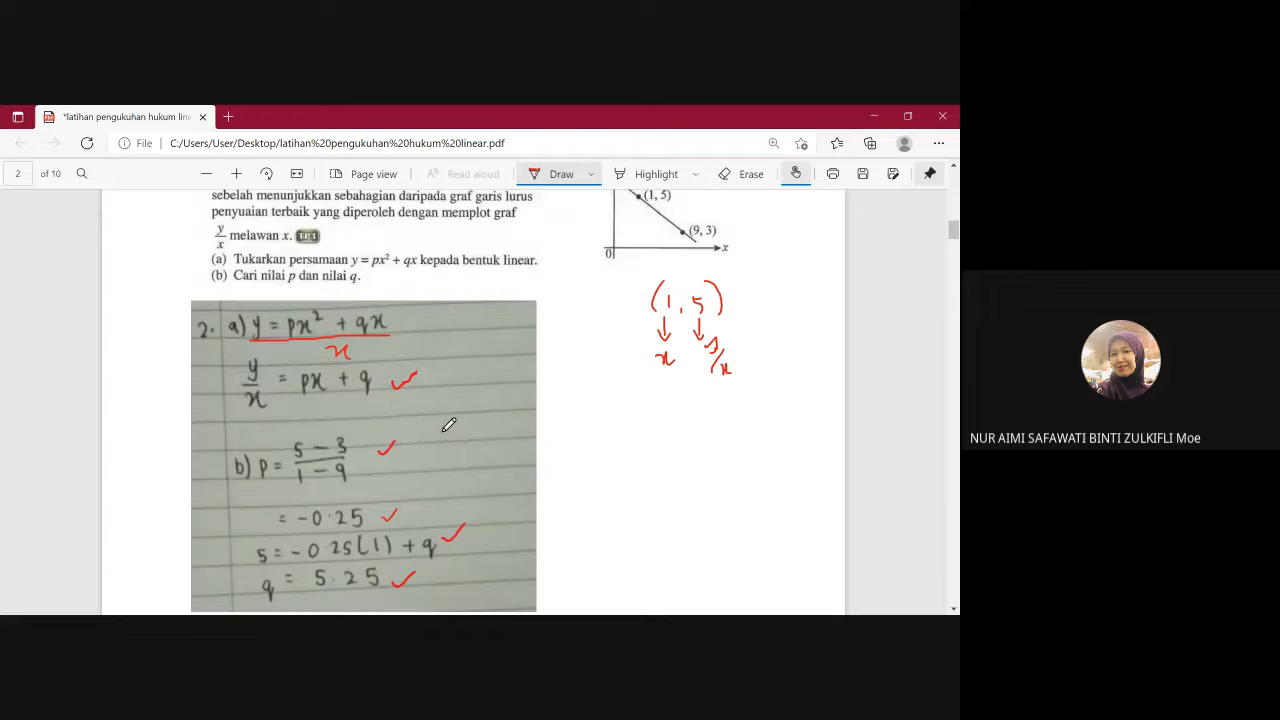 *latihan pengukuhan hukum line
File
C:/Users/User/Desktop/latihan%20pengukuhan%20hukum%20linear.pdf
2 of 10
Page view
Read aloud
Draw
Highlight
Erase
sebelah menunjukkan sebahagian daripada graf garis lurus
penyuaian terbaik yang diperoleh dengan memplot graf
y/x melawan x. TP3
(a) Tukarkan persamaan y = px² + qx kepada bentuk linear.
(b) Cari nilai p dan nilai q.
(1, 5)
(9, 3)
0
x
(1, 5)
x y/x
2. a) y = px² + qx
x
y/x = px + q
b) p = 5 - 3 / 1 - 9
= -0.25
5 = -0.25(1) + q
q = 5.25
NUR AIMI SAFAWATI BINTI ZULKIFLI Moe